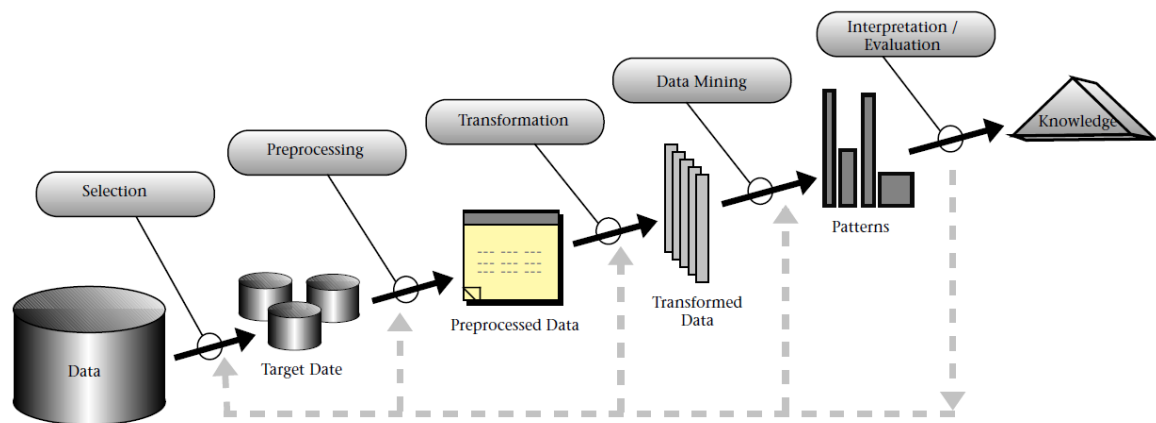 Interpretation /
Evaluation
Data Mining
Transformation
Preprocessing
Selection
Knowledge
Patterns
Transformed
Data
Preprocessed Data
Target Date
Data